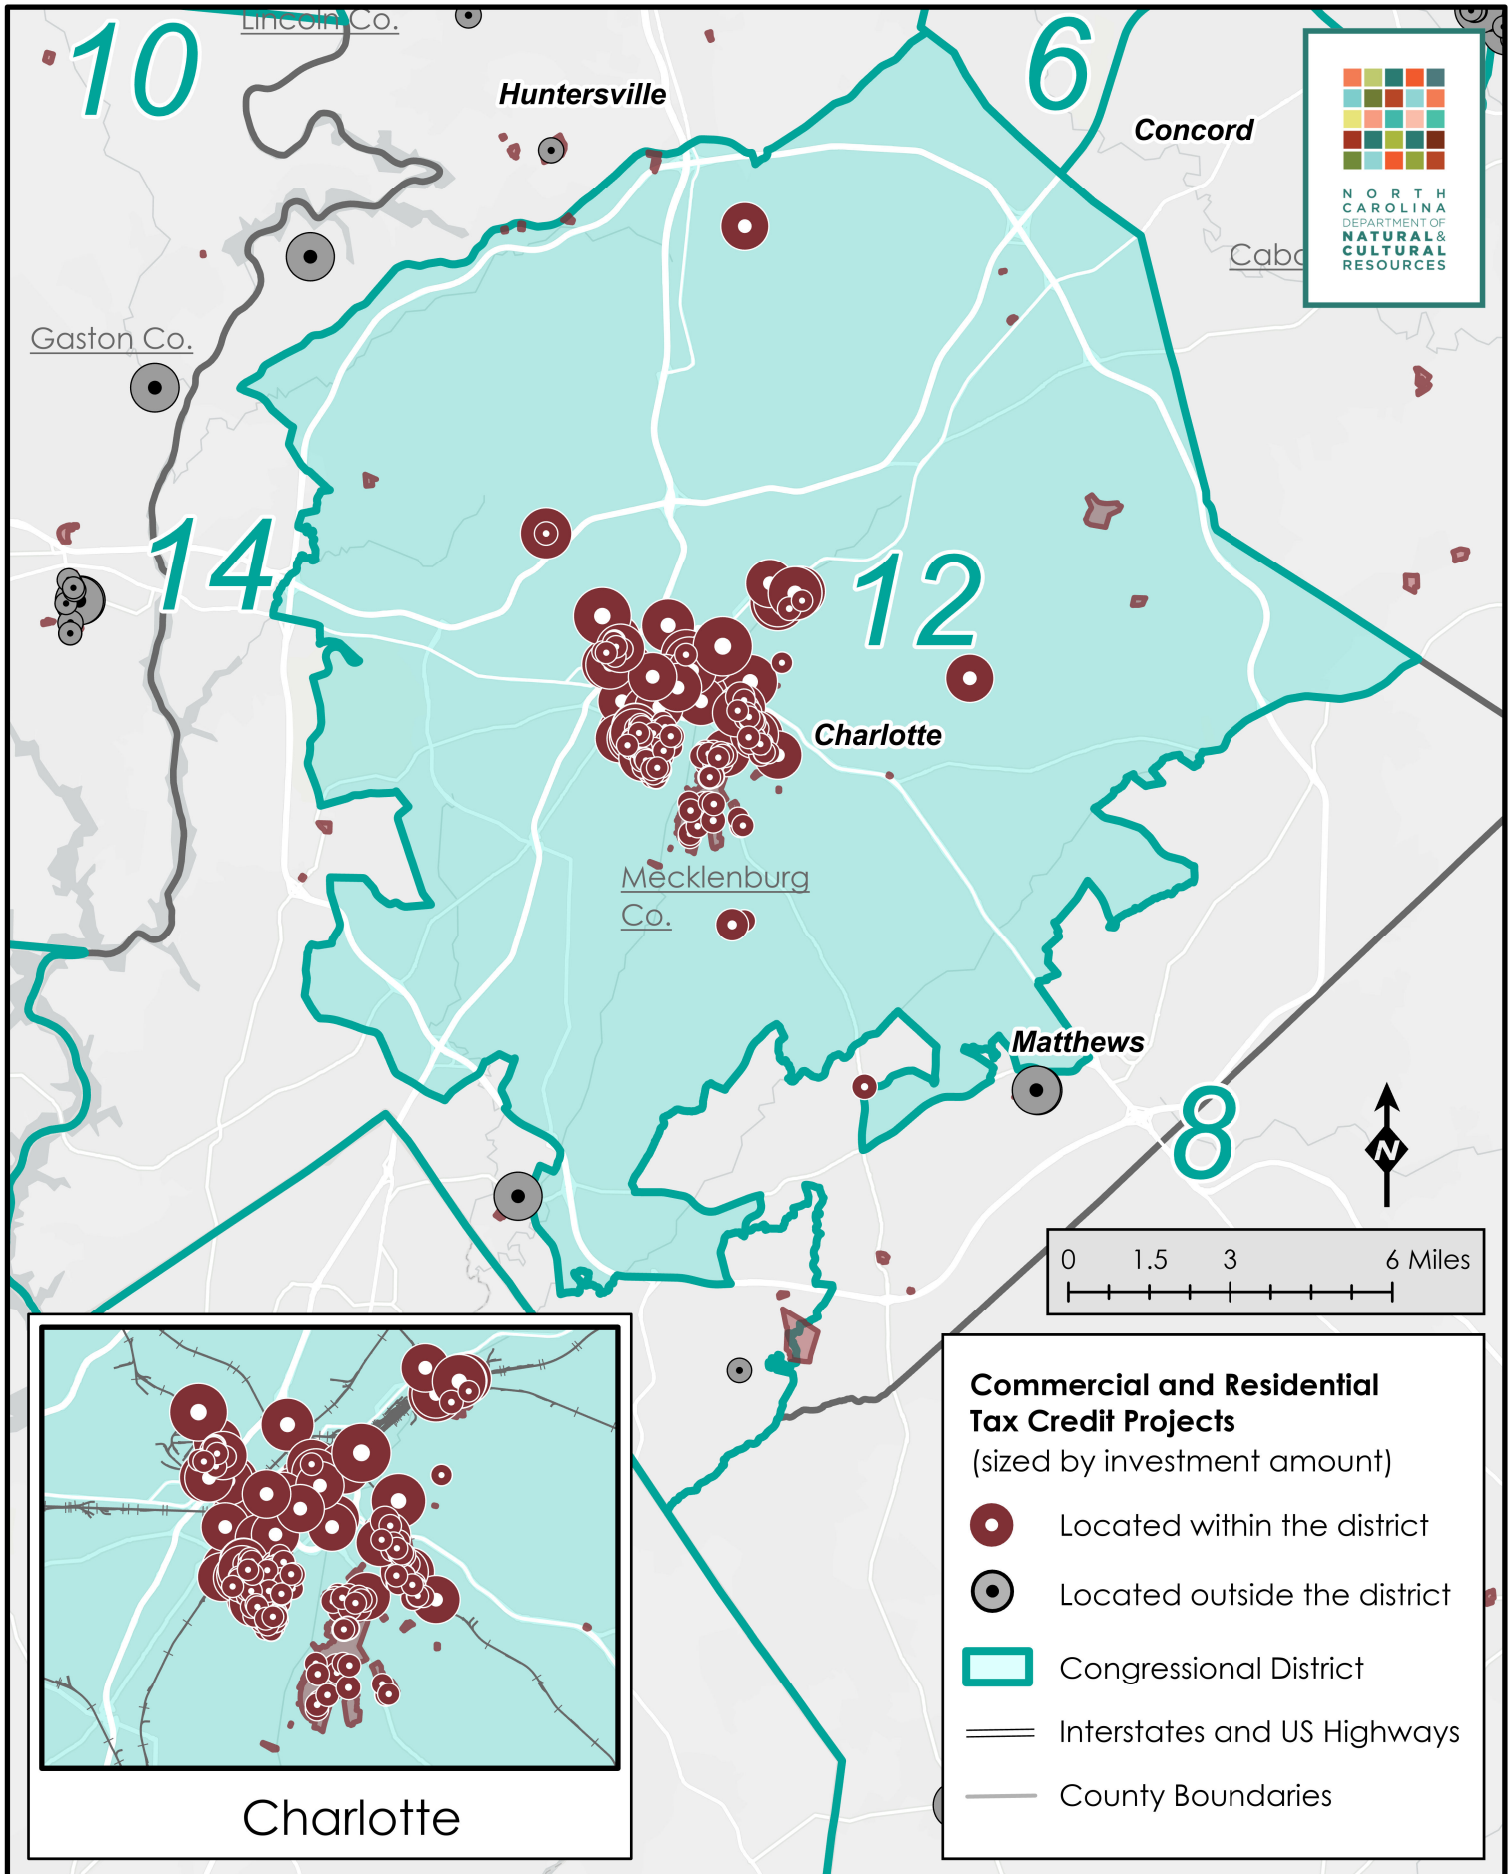 Lincoln Co.
10
6
Huntersville
Concord
NORTH
CAROLINA
DEPARTMENT OF
NATURAL&
CULTURAL
RESOURCES
Gaston Co.
14
12
Charlotte
Mecklenburg
Co.
Matthews
8
N
0 1.5 3 6 Miles
Commercial and Residential
Tax Credit Projects
(sized by investment amount)
Located within the district
Located outside the district
Congressional District
Interstates and US Highways
County Boundaries
Charlotte